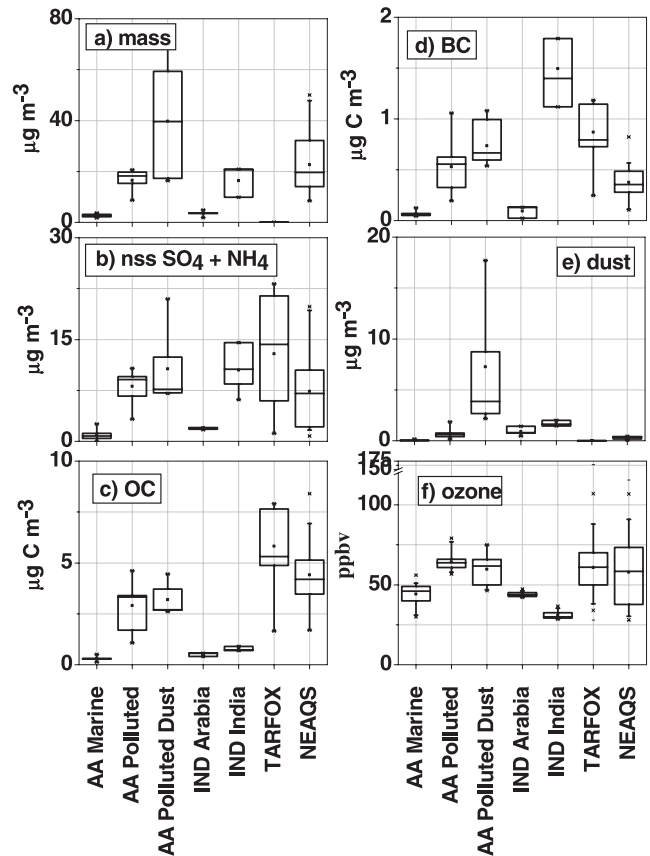 a) mass
80
40
0
µg m-3
b) nss SO4 + NH4
30
15
0
µg m-3
c) OC
10
5
0
µg C m-3
AA Marine
AA Polluted
AA Polluted Dust
IND Arabia
IND India
TARFOX
NEAQS
d) BC
2
1
0
µg C m-3
e) dust
20
10
0
µg m-3
f) ozone
175
150
100
50
0
ppbv
AA Marine
AA Polluted
AA Polluted Dust
IND Arabia
IND India
TARFOX
NEAQS